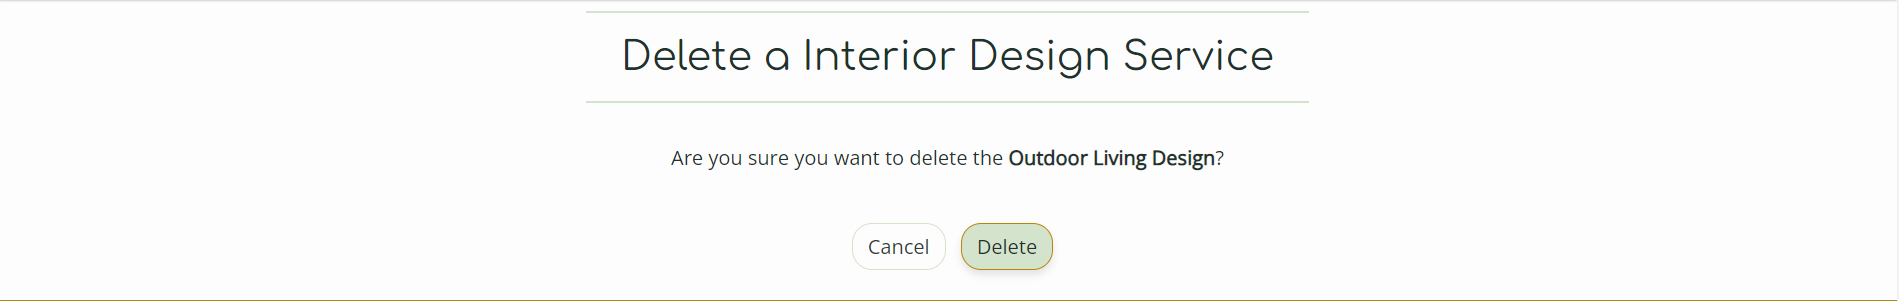 Delete a Interior Design Service
Are you sure you want to delete the Outdoor Living Design?
Cancel Delete